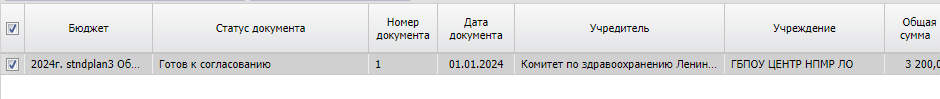 Бюджет Статус документа Номер документа Дата документа Учредитель Учреждение Общая сумма
2024г. stndplan3 Об... Готов к согласованию 1 01.01.2024 Комитет по здравоохранению Ленин... ГБПОУ ЦЕНТР НПМР ЛО 3 200,0